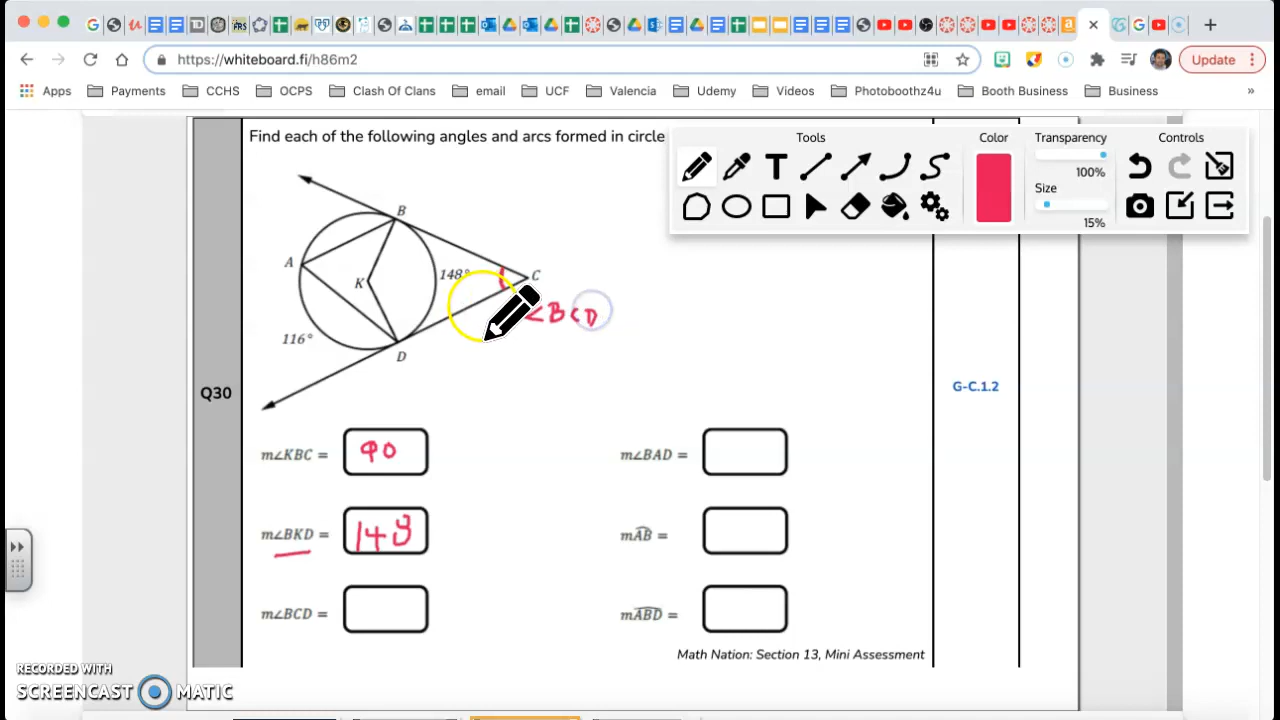 https://whiteboard.fi/h86m2
Update
Apps
Payments
CCHS
OCPS
Clash Of Clans
email
UCF
Valencia
Udemy
Videos
Photoboothz4u
Booth Business
Business
»
Find each of the following angles and arcs formed in circle
Tools
Color
Transparency
Controls
100%
Size
15%
B
A
K
148°
C
∠BCD
116°
D
Q30
G-C.1.2
m∠KBC = 90
m∠BAD =
m∠BKD = 148
mAB =
m∠BCD =
mABD =
Math Nation: Section 13, Mini Assessment
RECORDED WITH
SCREENCAST MATIC